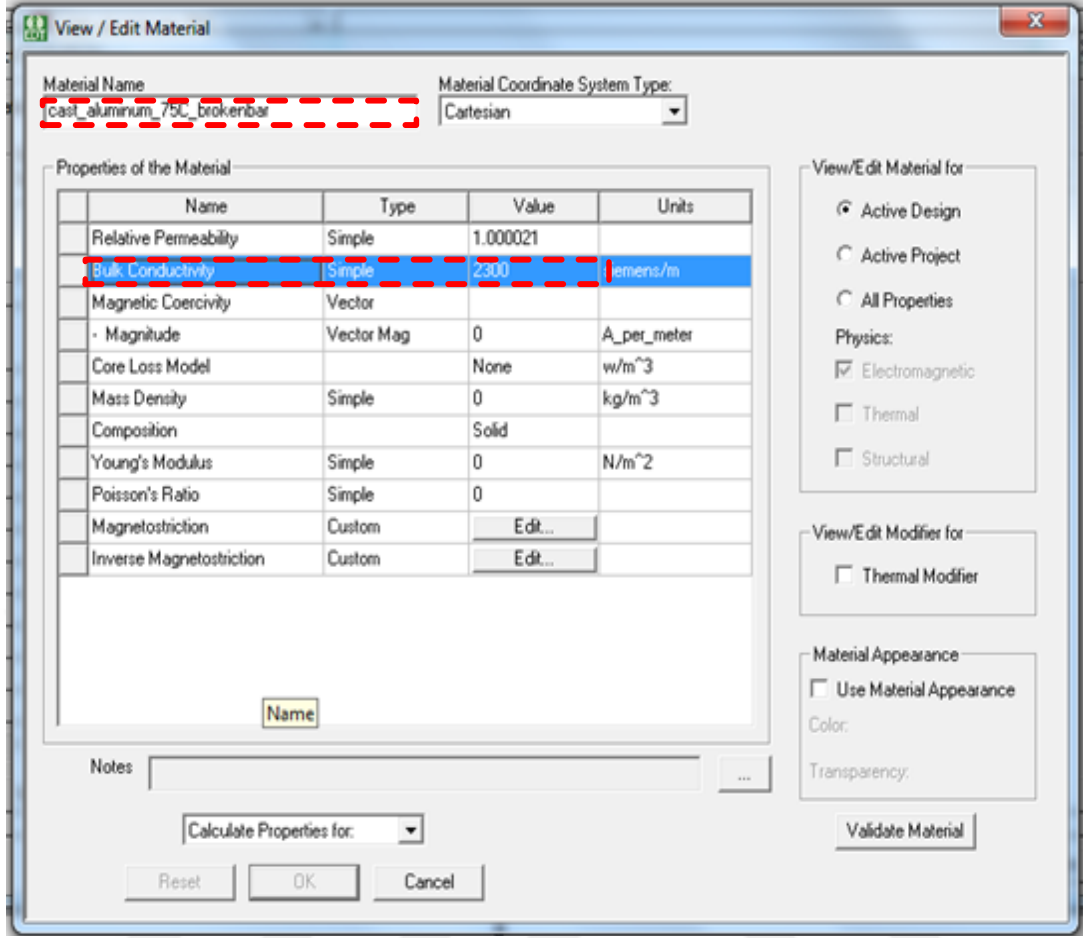 View / Edit Material
X
Material Name
Material Coordinate System Type:
cast_aluminum_75C_brokenbar
Cartesian
Properties of the Material
View/Edit Material for
Name Type Value Units
Active Design
Relative Permeability Simple 1.000021
Bulk Conductivity Simple 2300 siemens/m
Active Project
Magnetic Coercivity Vector
All Properties
- Magnitude Vector Mag 0 A_per_meter
Physics:
Core Loss Model None w/m^3
Electromagnetic
Mass Density Simple 0 kg/m^3
Thermal
Composition Solid
Young's Modulus Simple 0 N/m^2
Structural
Poisson's Ratio Simple 0
Magnetostriction Custom Edit...
View/Edit Modifier for
Inverse Magnetostriction Custom Edit...
Thermal Modifier
Material Appearance
Use Material Appearance
Name
Color:
Notes
...
Transparency:
Calculate Properties for:
Validate Material
Reset OK Cancel